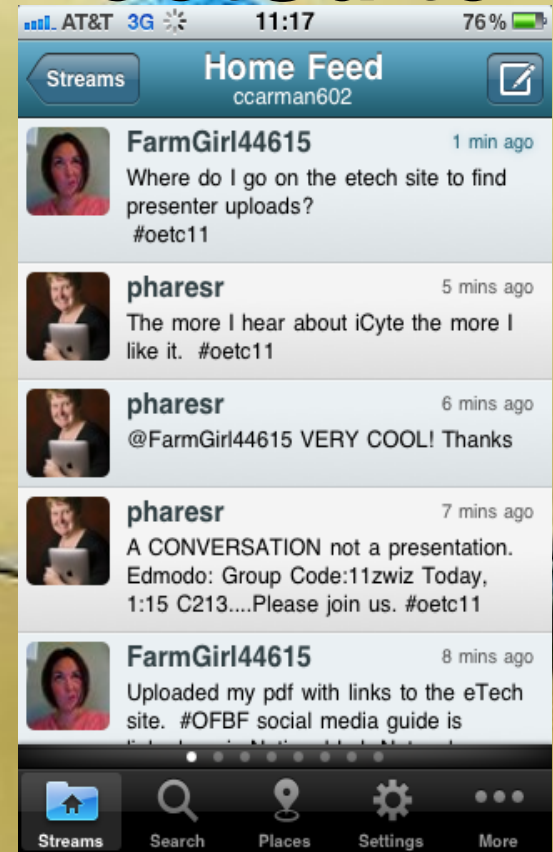 AT&T 3G 11:17 76%
Streams
Home Feed
ccarman602
FarmGirl44615 1 min ago
Where do I go on the etech site to find
presenter uploads?
#oetc11
pharesr 5 mins ago
The more I hear about iCyte the more I
like it. #oetc11
pharesr 6 mins ago
@FarmGirl44615 VERY COOL! Thanks
pharesr 7 mins ago
A CONVERSATION not a presentation.
Edmodo: Group Code:11zwiz Today,
1:15 C213....Please join us. #oetc11
FarmGirl44615 8 mins ago
Uploaded my pdf with links to the eTech
site. #OFBF social media guide is
Streams Search Places Settings More